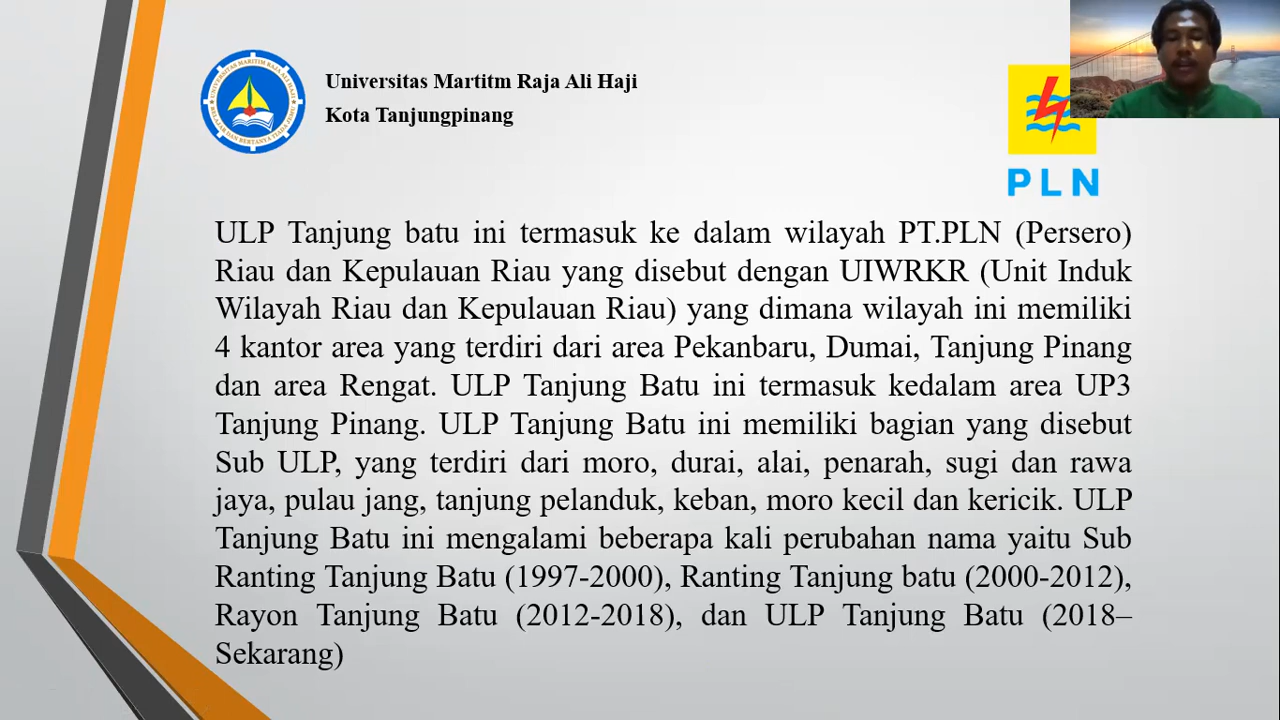 Universitas Martitm Raja Ali Haji
Kota Tanjungpinang
UNIVERSITAS MARITIM RAJA ALI HAJI
PLN
ULP Tanjung batu ini termasuk ke dalam wilayah PT.PLN (Persero)
Riau dan Kepulauan Riau yang disebut dengan UIWRKR (Unit Induk
Wilayah Riau dan Kepulauan Riau) yang dimana wilayah ini memiliki
4 kantor area yang terdiri dari area Pekanbaru, Dumai, Tanjung Pinang
dan area Rengat. ULP Tanjung Batu ini termasuk kedalam area UP3
Tanjung Pinang. ULP Tanjung Batu ini memiliki bagian yang disebut
Sub ULP, yang terdiri dari moro, durai, alai, penarah, sugi dan rawa
jaya, pulau jang, tanjung pelanduk, keban, moro kecil dan kericik. ULP
Tanjung Batu ini mengalami beberapa kali perubahan nama yaitu Sub
Ranting Tanjung Batu (1997-2000), Ranting Tanjung batu (2000-2012),
Rayon Tanjung Batu (2012-2018), dan ULP Tanjung Batu (2018–
Sekarang)